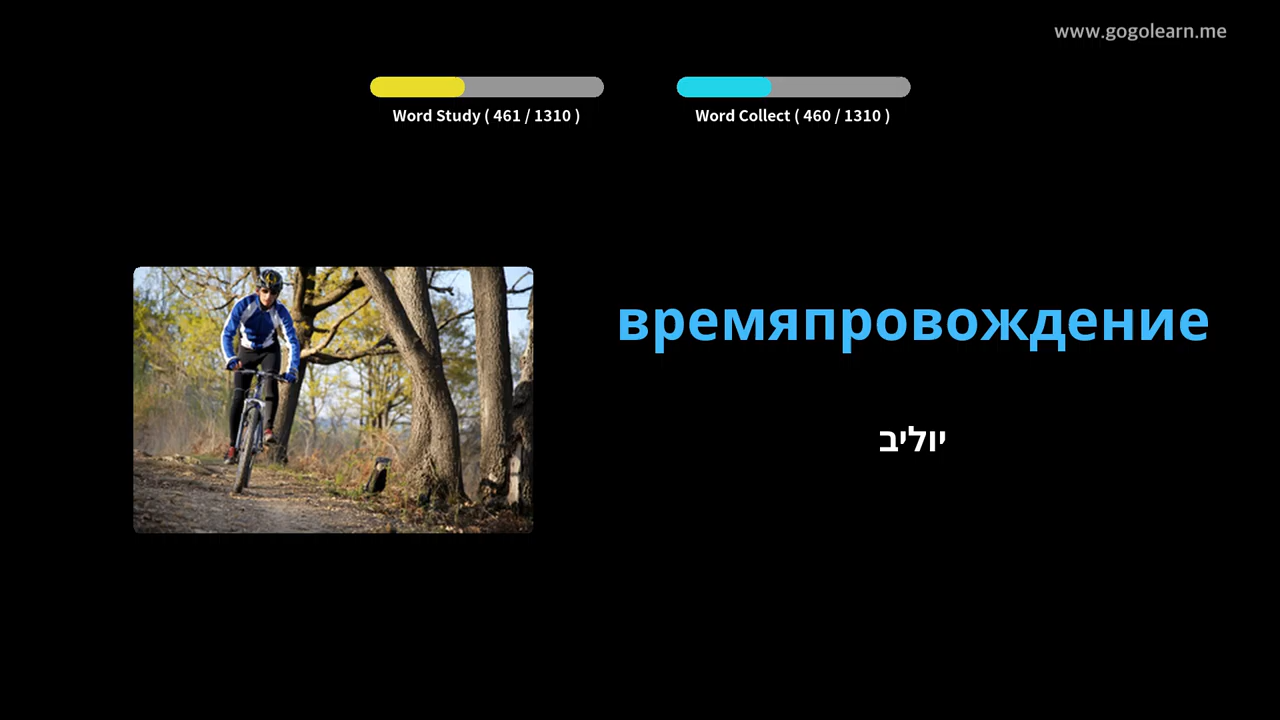 www.gogolearn.me
Word Study ( 461 / 1310 )
Word Collect ( 460 / 1310 )
времяпровождение
יוליב